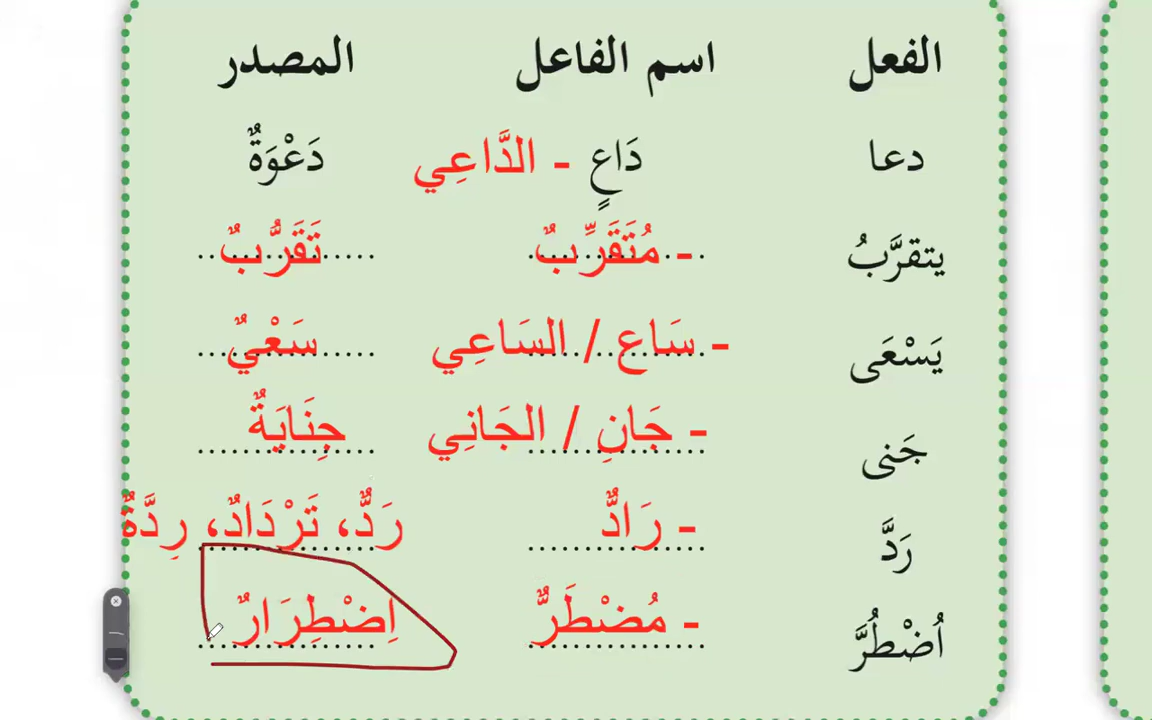 الفعل اسم الفاعل المصدر
دعا دَاعٍ - الدَّاعِي دَعْوَةٌ
يتقرَّبُ - مُتَقَرِّبٌ تَقَرُّبٌ
يَسْعَى - سَاع / السَاعِي سَعْيٌ
جَنى - جَانِ / الجَانِي جِنَايَةٌ
رَدَّ - رَادٌّ رَدٌّ، تَرْدَادٌ، رِدَّةٌ
اُضْطُرَّ - مُضْطَرٌّ اِضْطِرَارٌ